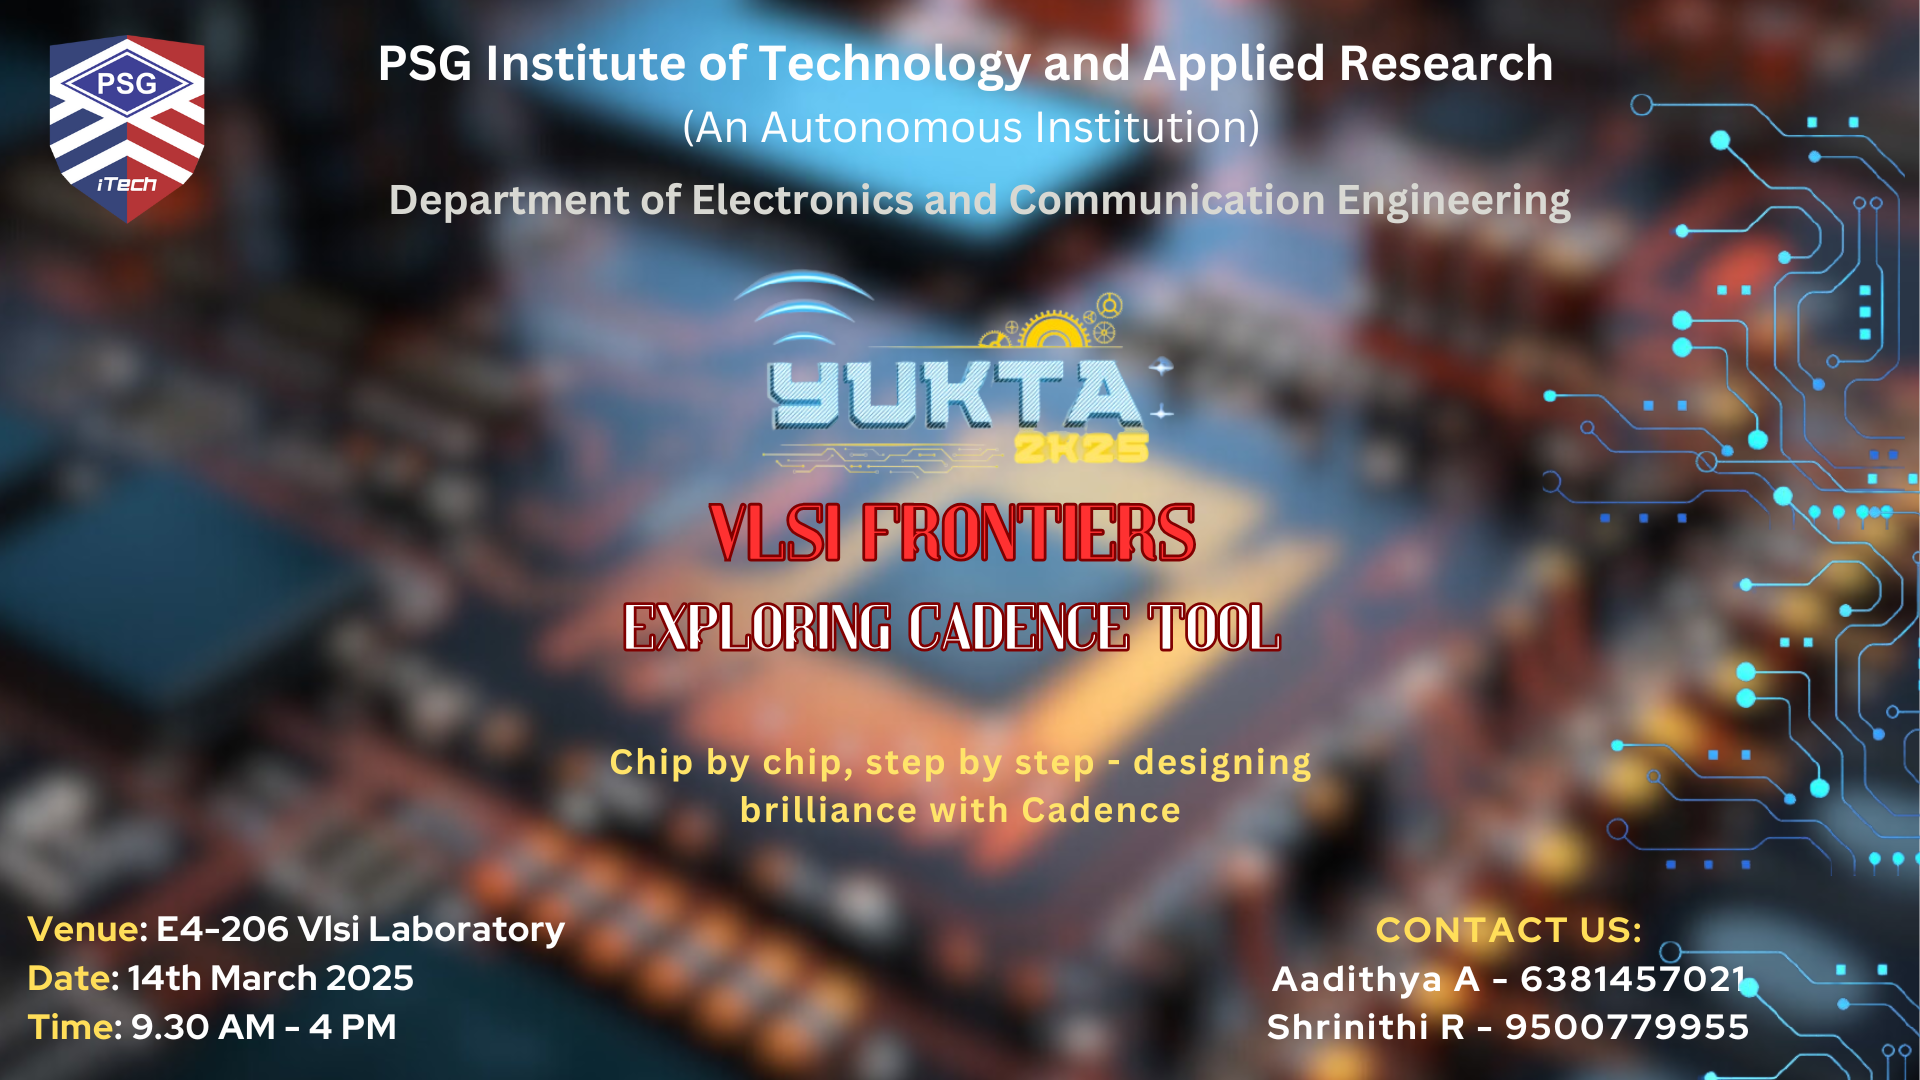 PSG
iTech
PSG Institute of Technology and Applied Research
(An Autonomous Institution)
Department of Electronics and Communication Engineering
YUKTA
2K25
VLSI FRONTIERS
EXPLORING CADENCE TOOL
Chip by chip, step by step - designing
brilliance with Cadence
Venue: E4-206 Vlsi Laboratory
Date: 14th March 2025
Time: 9.30 AM - 4 PM
CONTACT US:
Aadithya A - 6381457021
Shrinithi R - 9500779955